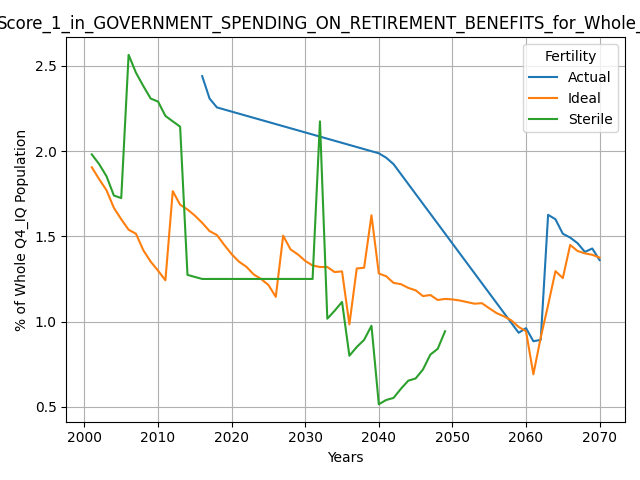 Score_1_in_GOVERNMENT_SPENDING_ON_RETIREMENT_BENEFITS_for_Whole_
Fertility
Actual
Ideal
Sterile
% of Whole Q4_IQ Population
2.5
2.0
1.5
1.0
0.5
2000 2010 2020 2030 2040 2050 2060 2070
Years